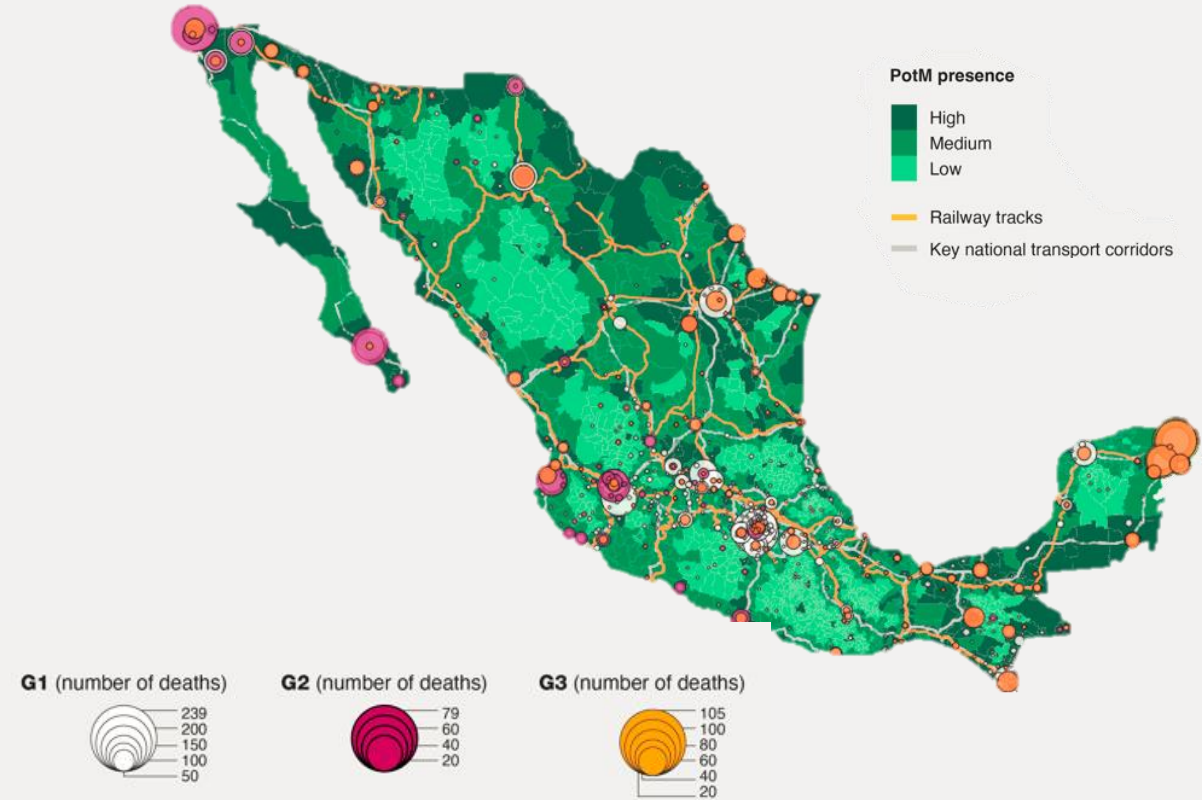 PotM presence
High
Medium
Low
Railway tracks
Key national transport corridors
G1 (number of deaths)
239
200
150
100
50
G2 (number of deaths)
79
60
40
20
G3 (number of deaths)
105
100
80
60
40
20